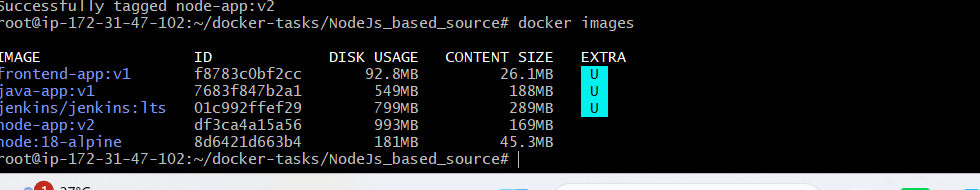 Successfully tagged node-app:v2
root@ip-172-31-47-102:~/docker-tasks/NodeJs_based_source# docker images
IMAGE ID DISK USAGE CONTENT SIZE EXTRA
frontend-app:v1 f8783c0bf2cc 92.8MB 26.1MB U
java-app:v1 7683f847b2a1 549MB 188MB U
jenkins/jenkins:lts 01c992ffef29 799MB 289MB U
node-app:v2 df3ca4a15a56 993MB 169MB
node:18-alpine 8d6421d663b4 181MB 45.3MB
root@ip-172-31-47-102:~/docker-tasks/NodeJs_based_source#
1